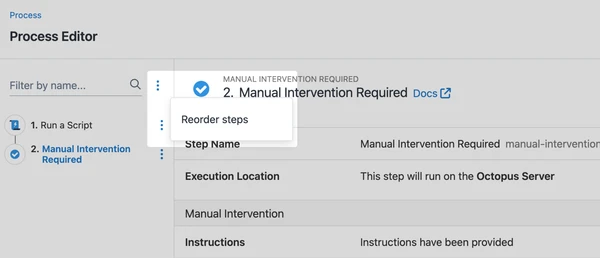 Process
Process Editor
Filter by name...
1. Run a Script
2. Manual Intervention
Required
MANUAL INTERVENTION REQUIRED
2. Manual Intervention Required Docs
Reorder steps
Step Name Manual Intervention Required manual-intervention
Execution Location This step will run on the Octopus Server
Manual Intervention
Instructions Instructions have been provided